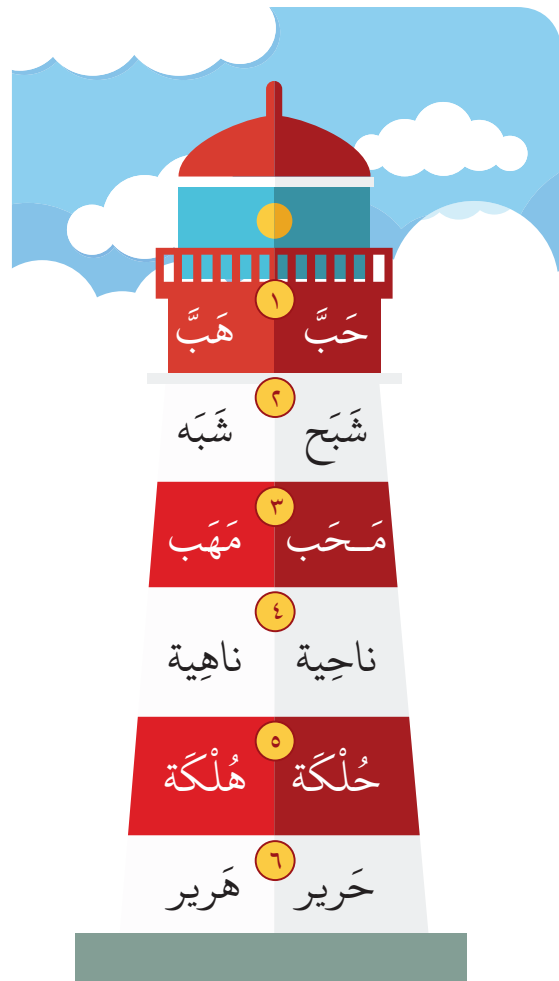 ١
حَبَّ هَبَّ
٢
شَبَح شَبَه
٣
مَـحَب مَهَب
٤
ناحِية ناهِية
٥
حُلْكَة هُلْكَة
٦
حَرير هَرير